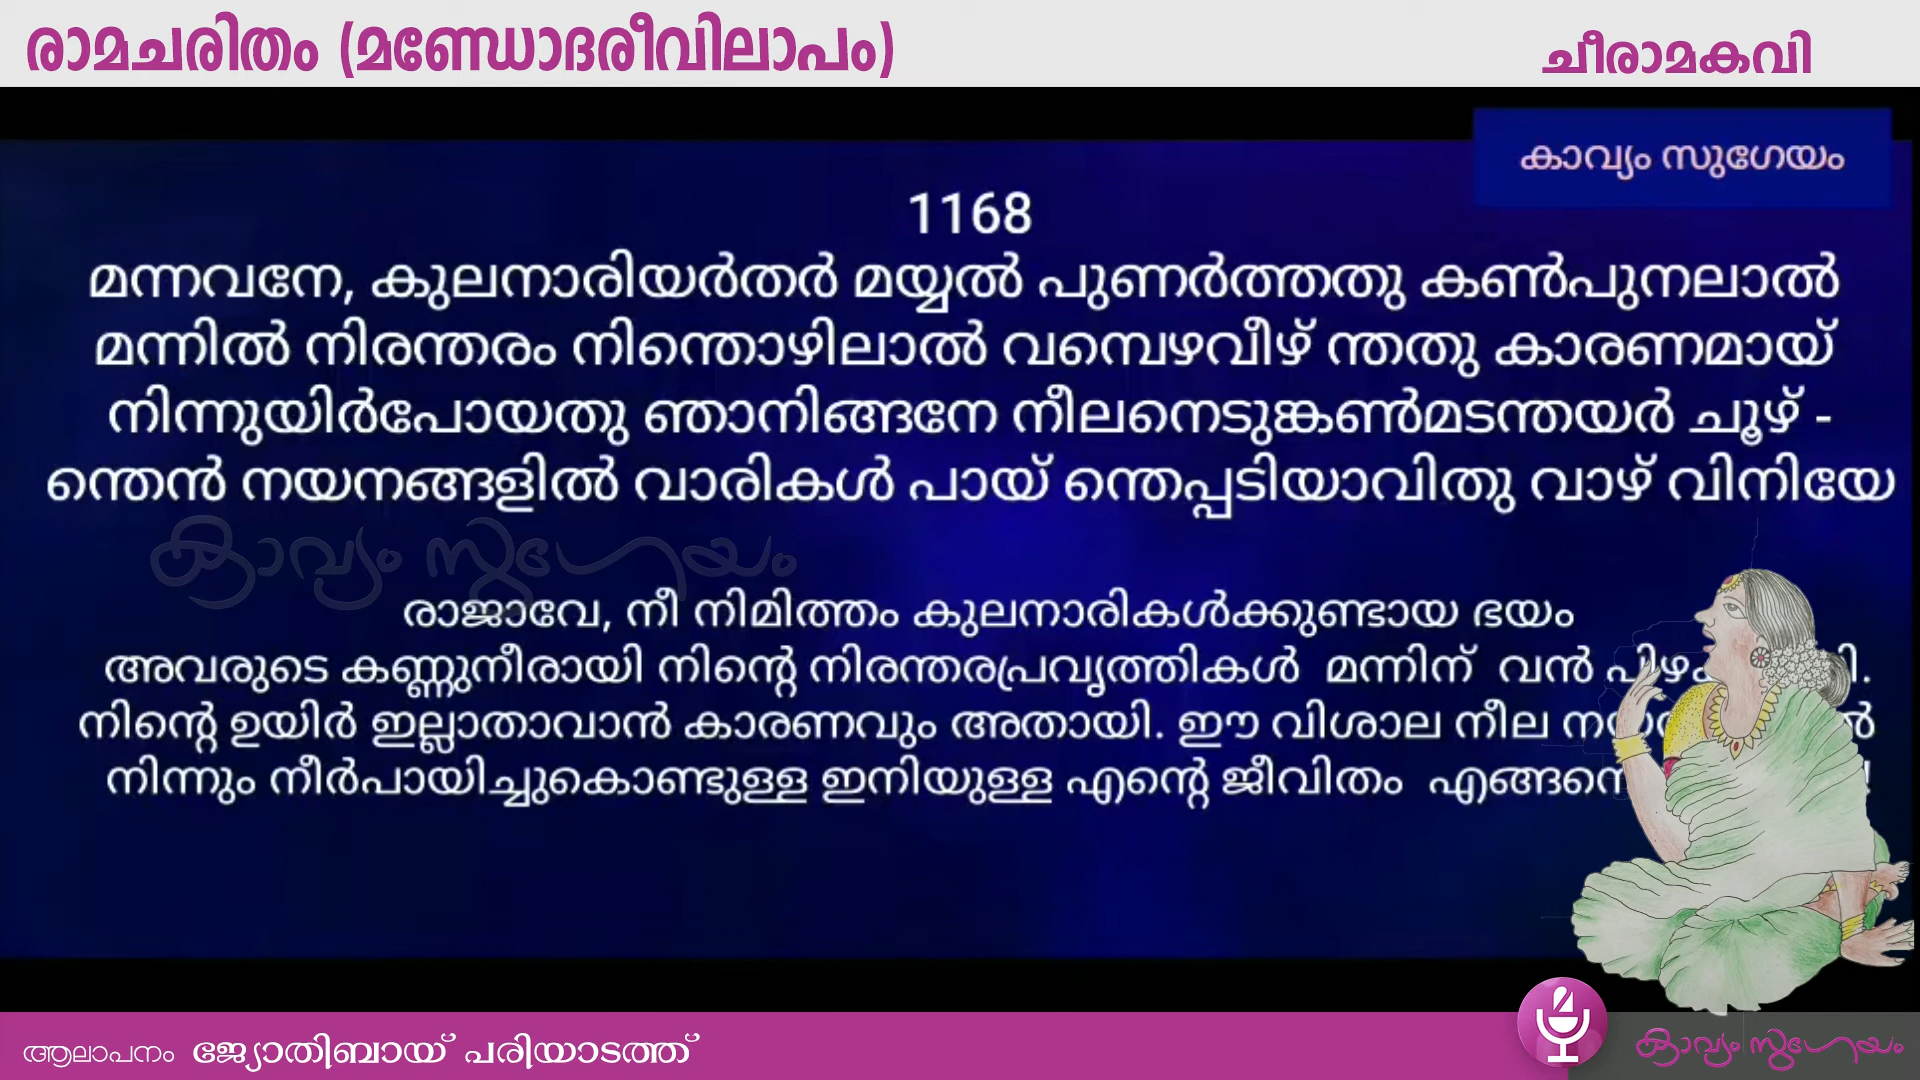 രാമചരിതം (മണ്ഡോദരീവിലാപം)
ചീരാമകവി
കാവ്യം സുഗേയം
1168
മന്നവനേ, കുലനാരിയർതർ മയ്യൽ പുണർത്തതു കൺപുനലാൽ
മന്നിൽ നിരന്തരം നിന്തൊഴിലാൽ വമ്പെഴവീഴ് ന്തതു കാരണമായ്
നിന്നുയിർപോയതു ഞാനിങ്ങനേ നീലനെടുങ്കൺമടന്തയർ ചൂഴ് -
ന്തെൻ നയനങ്ങളിൽ വാരികൾ പായ് ന്തെപ്പടിയാവിതു വാഴ് വിനിയേ
കാവ്യം സുഗേയം
രാജാവേ, നീ നിമിത്തം കുലനാരികൾക്കുണ്ടായ ഭയം
അവരുടെ കണ്ണുനീരായി നിന്റെ നിരന്തരപ്രവൃത്തികൾ മന്നിന് വൻ
നിന്റെ ഉയിർ ഇല്ലാതാവാൻ കാരണവും അതായി. ഈ വിശാല നീല
നിന്നും നീർപായിച്ചുകൊണ്ടുള്ള ഇനിയുള്ള എന്റെ ജീവിതം
ആലാപനം ജ്യോതിബായ് പരിയാടത്ത്
കാവ്യം സുഗേയം